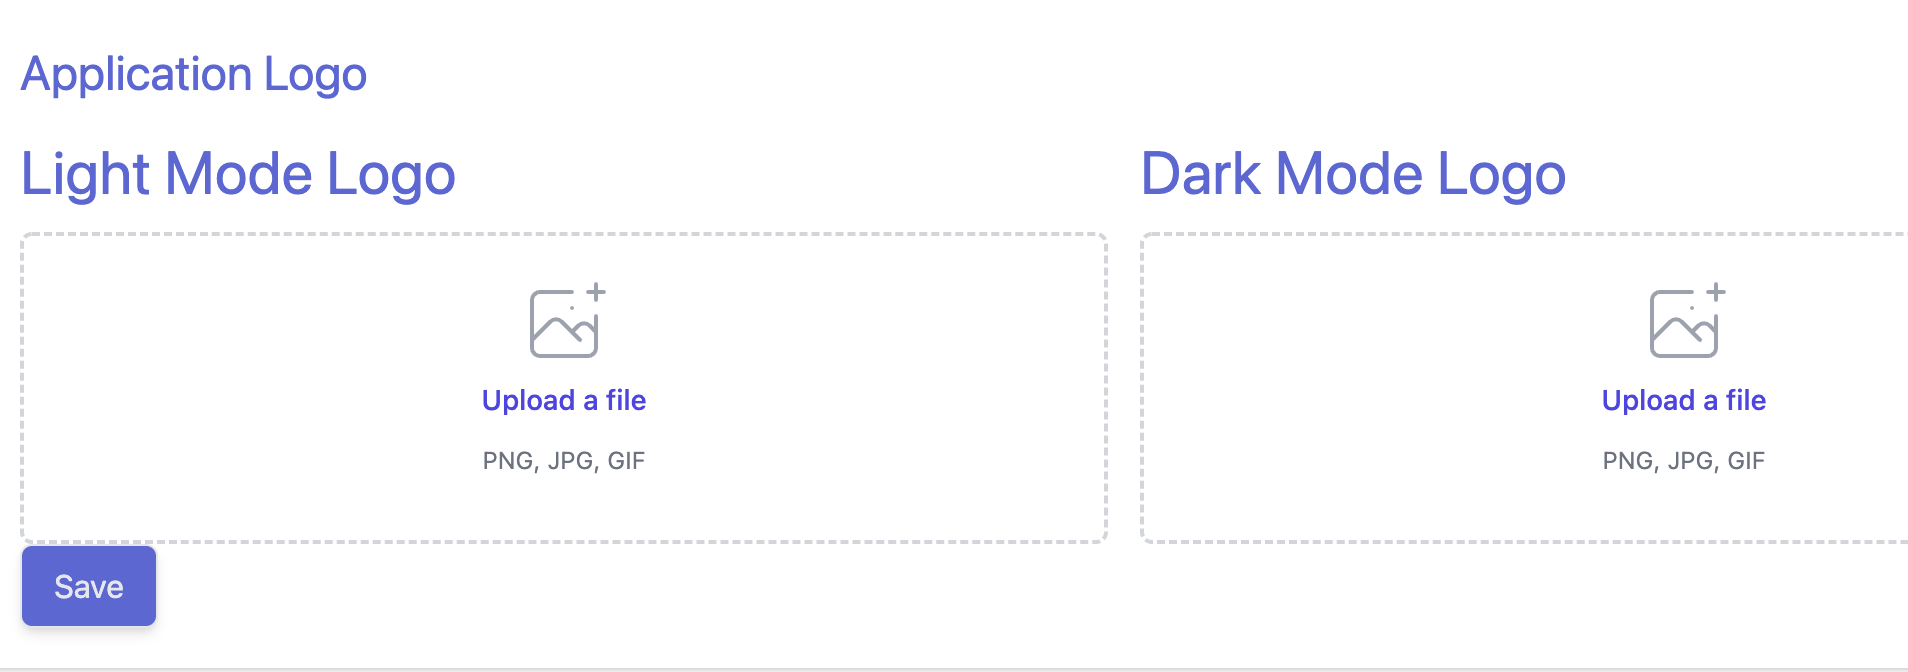 Application Logo
Light Mode Logo
Dark Mode Logo
Upload a file
PNG, JPG, GIF
Upload a file
PNG, JPG, GIF
Save